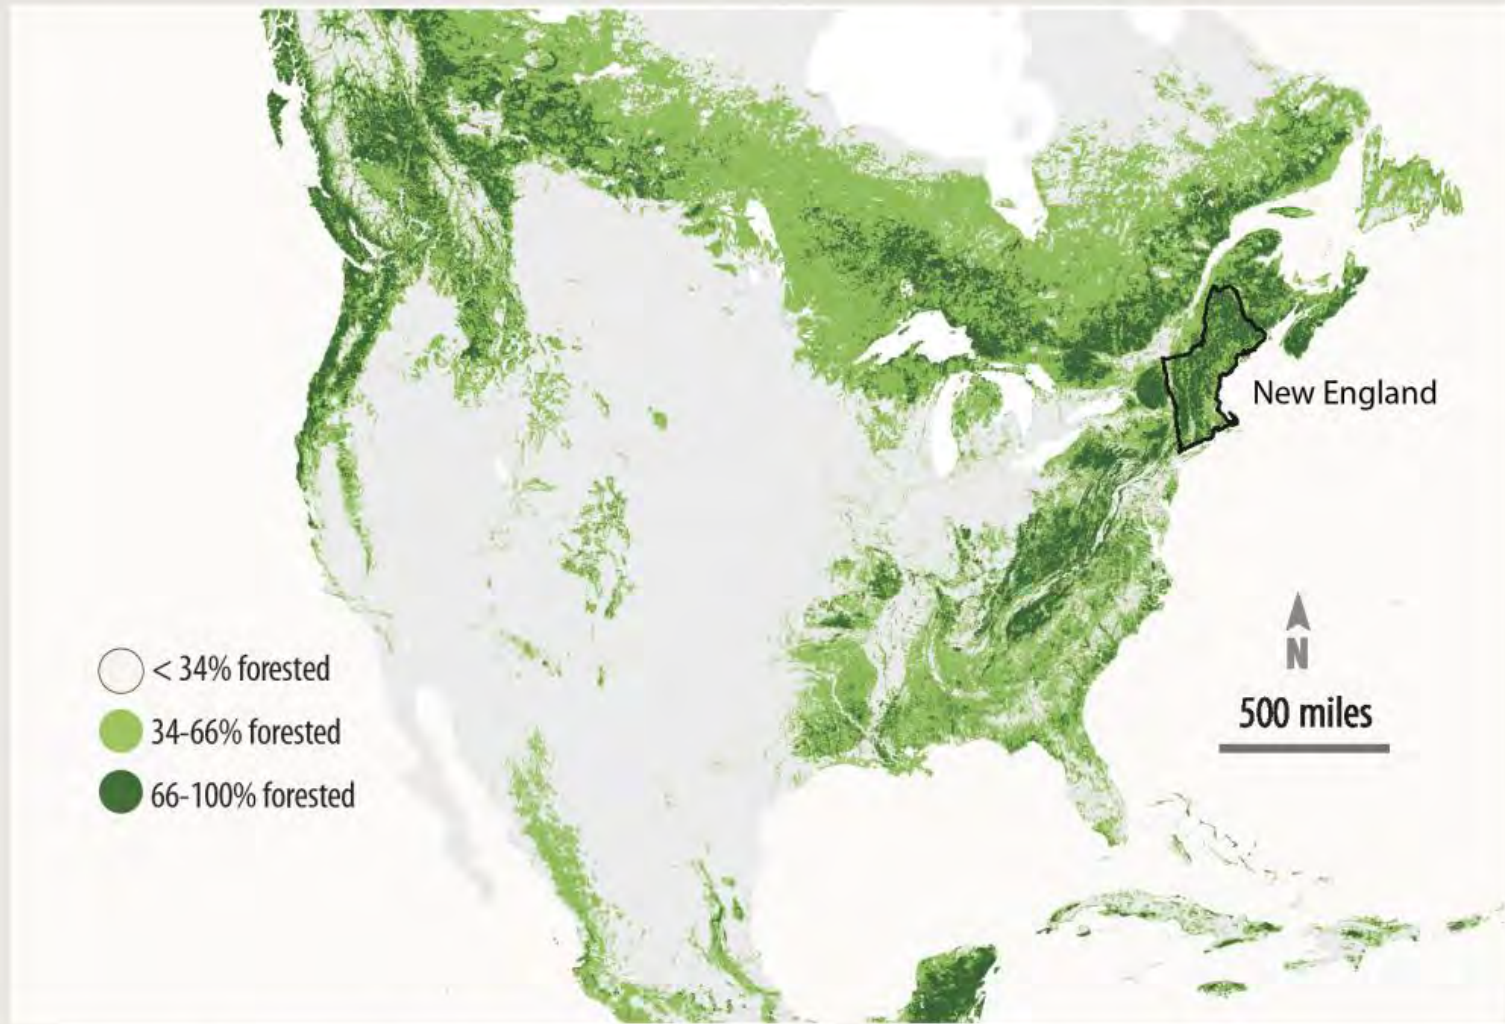 New England
< 34% forested
34-66% forested
66-100% forested
N
500 miles